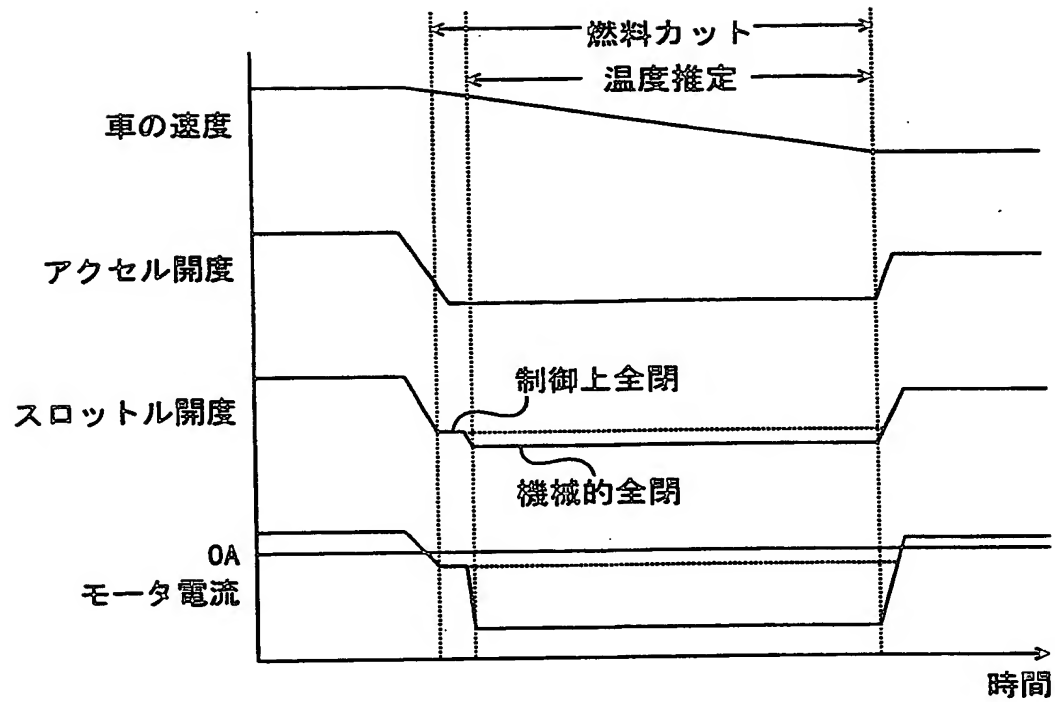 燃料カット
温度推定
車の速度
アクセル開度
制御上全閉
スロットル開度
機械的全閉
0A
モータ電流
時間